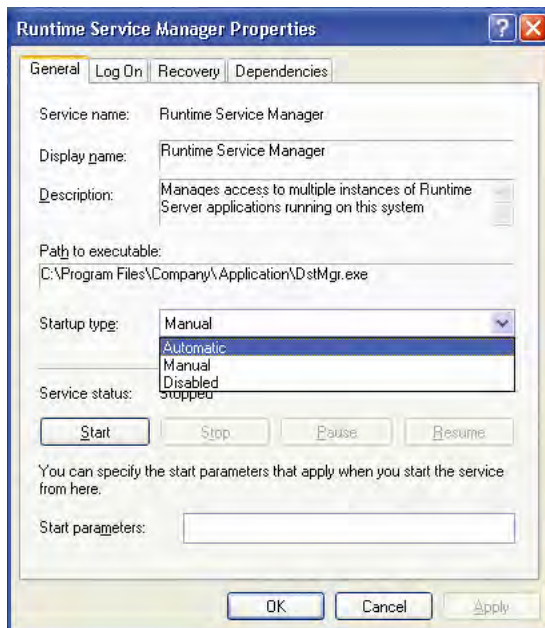 Runtime Service Manager Properties
General Log On Recovery Dependencies
Service name: Runtime Service Manager
Display name: Runtime Service Manager
Description: Manages access to multiple instances of Runtime
Server applications running on this system
Path to executable:
C:\Program Files\Company\Application\DstMgr.exe
Startup type: Manual
Automatic
Manual
Disabled
Service status: Stopped
Start Stop Pause Resume
You can specify the start parameters that apply when you start the service
from here.
Start parameters:
OK Cancel Apply